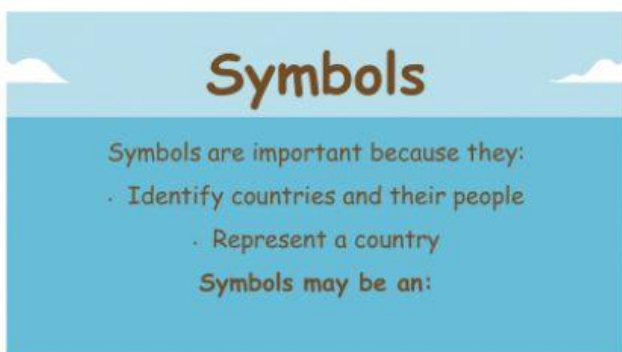 Symbols
Symbols are important because they:
· Identify countries and their people
· Represent a country
Symbols may be an: